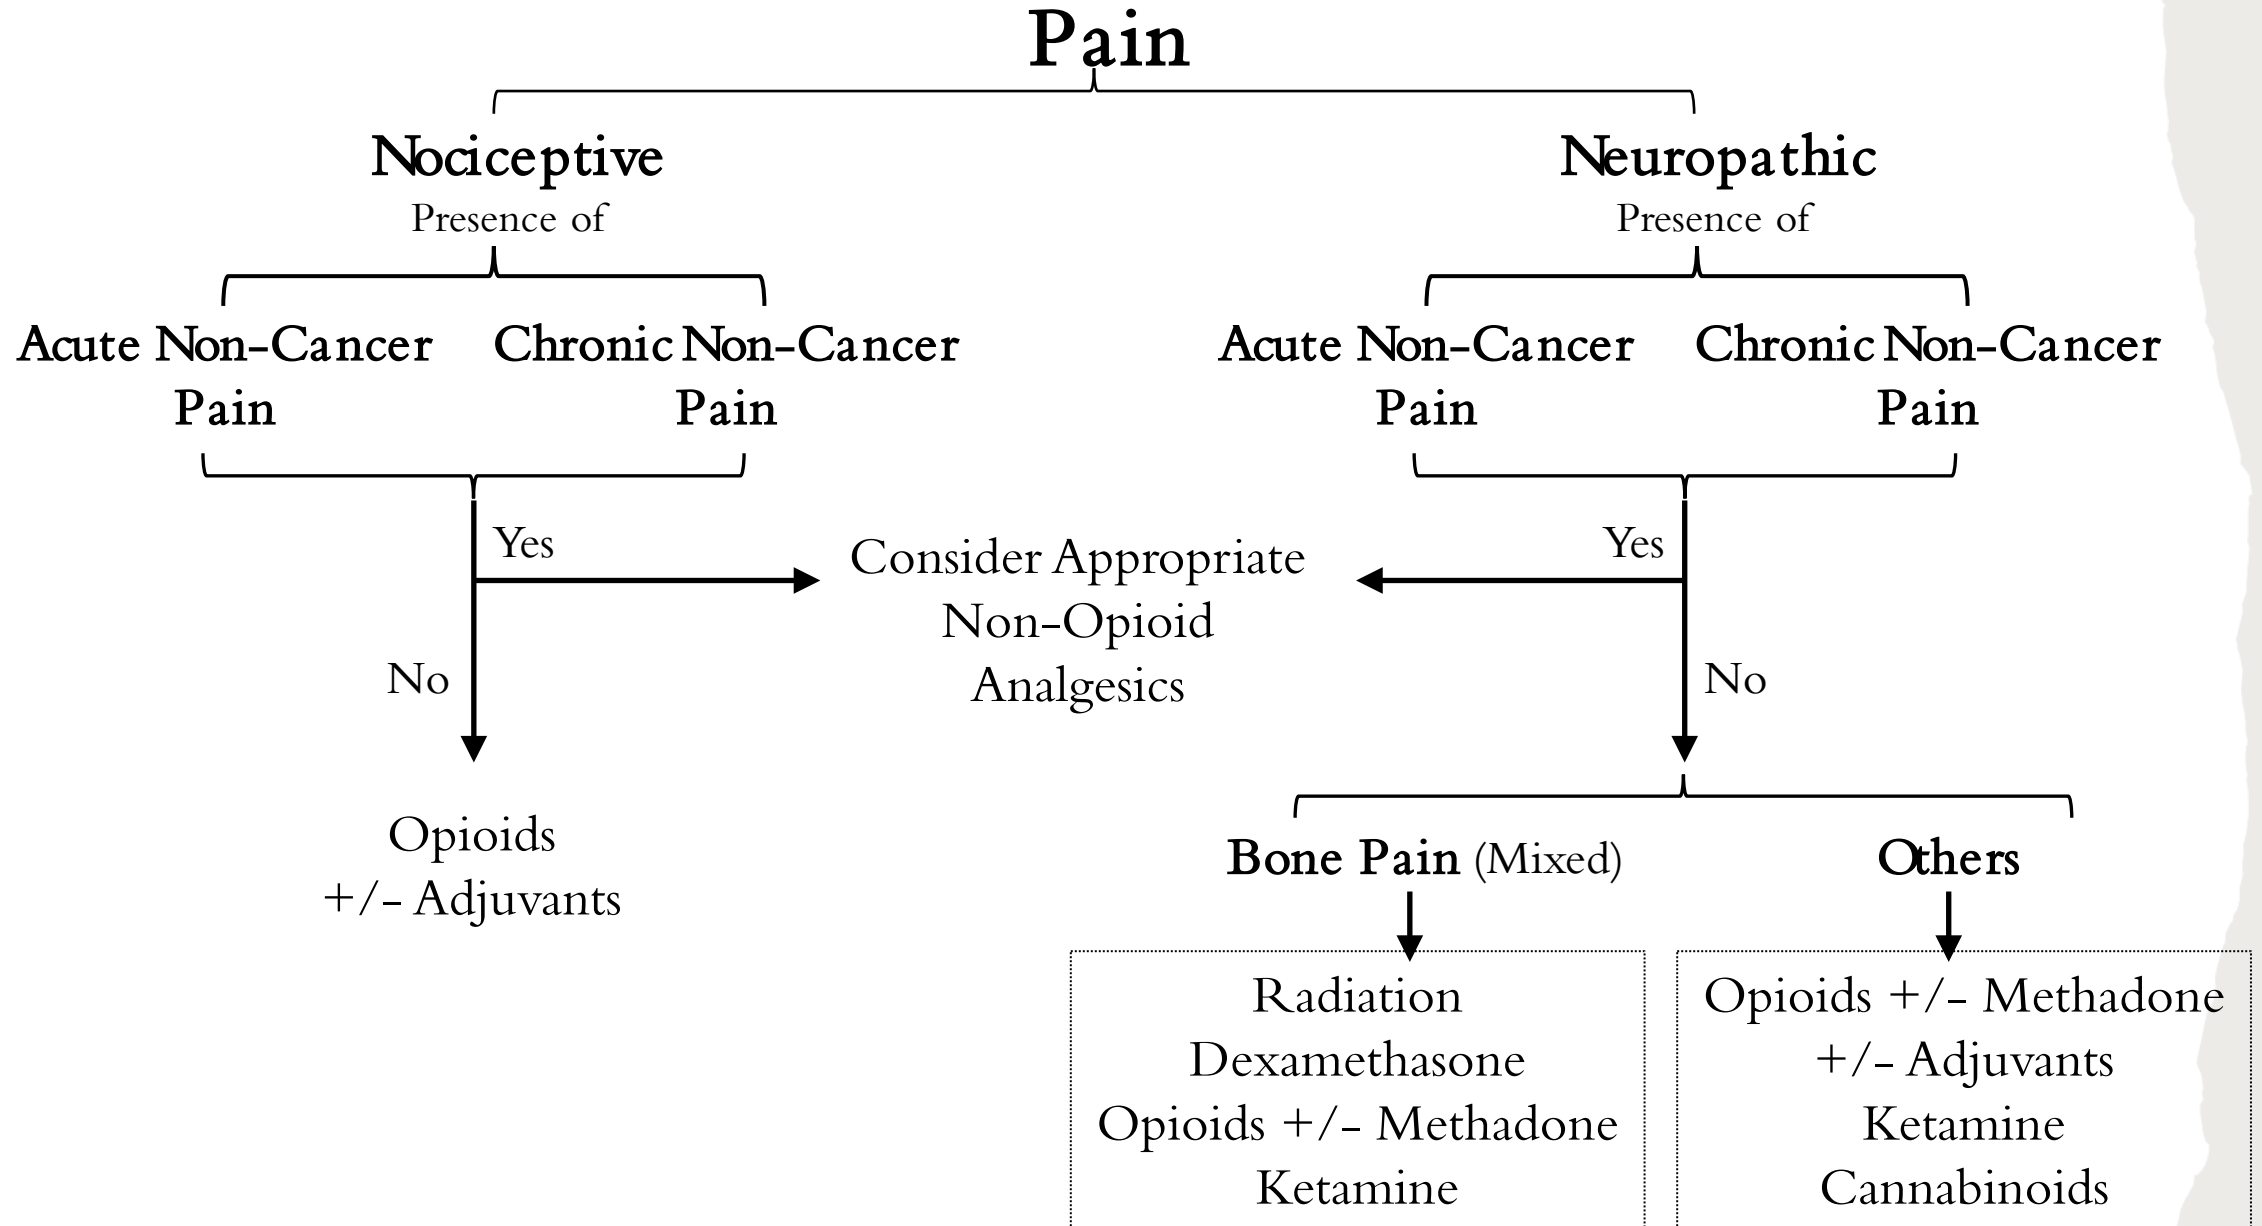 Pain
Nociceptive
Presence of
Neuropathic
Presence of
Acute Non-Cancer
Pain
Chronic Non-Cancer
Pain
Acute Non-Cancer
Pain
Chronic Non-Cancer
Pain
Yes
No
Consider Appropriate
Non-Opioid
Analgesics
Yes
No
Opioids
+/- Adjuvants
Bone Pain (Mixed)
Others
Radiation
Dexamethasone
Opioids +/- Methadone
Ketamine
Opioids +/- Methadone
+/- Adjuvants
Ketamine
Cannabinoids